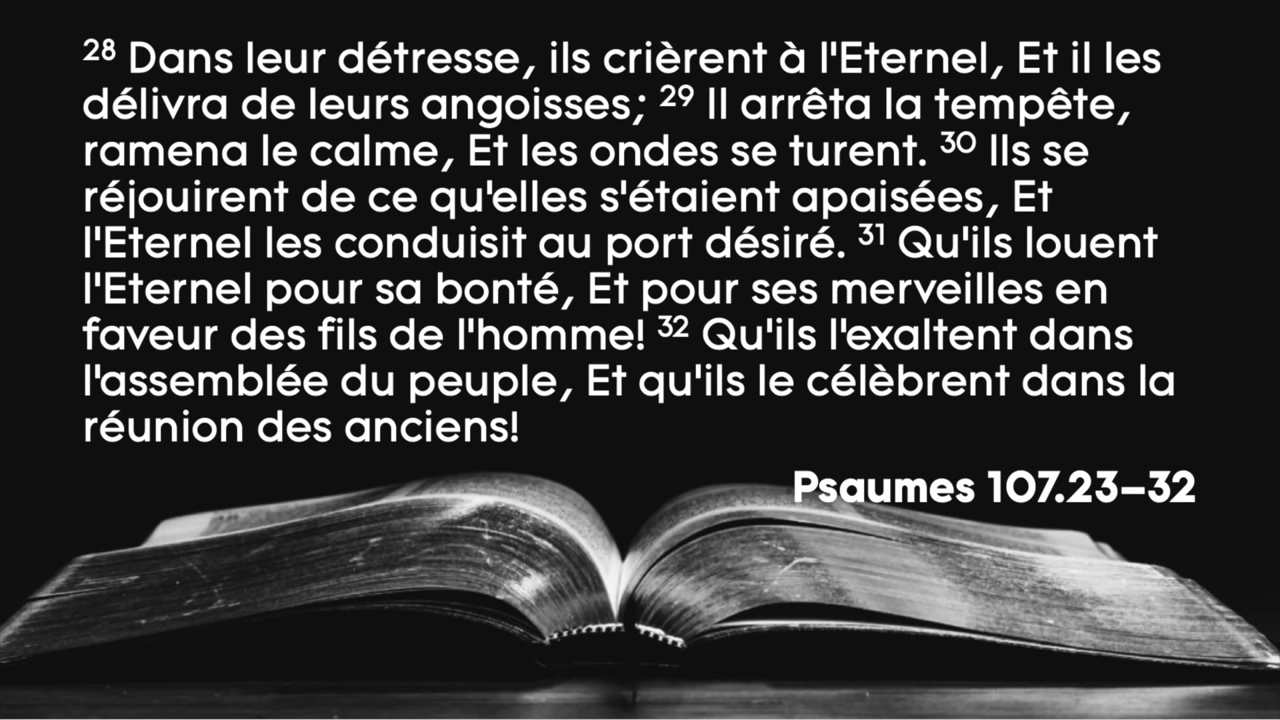 28 Dans leur détresse, ils crièrent à l'Eternel, Et il les
délivra de leurs angoisses; 29 Il arrêta la tempête,
ramena le calme, Et les ondes se turent. 30 Ils se
réjouirent de ce qu'elles s'étaient apaisées, Et
l'Eternel les conduisit au port désiré. 31 Qu'ils louent
l'Eternel pour sa bonté, Et pour ses merveilles en
faveur des fils de l'homme! 32 Qu'ils l'exaltent dans
l'assemblée du peuple, Et qu'ils le célèbrent dans la
réunion des anciens!
Psaumes 107.23–32